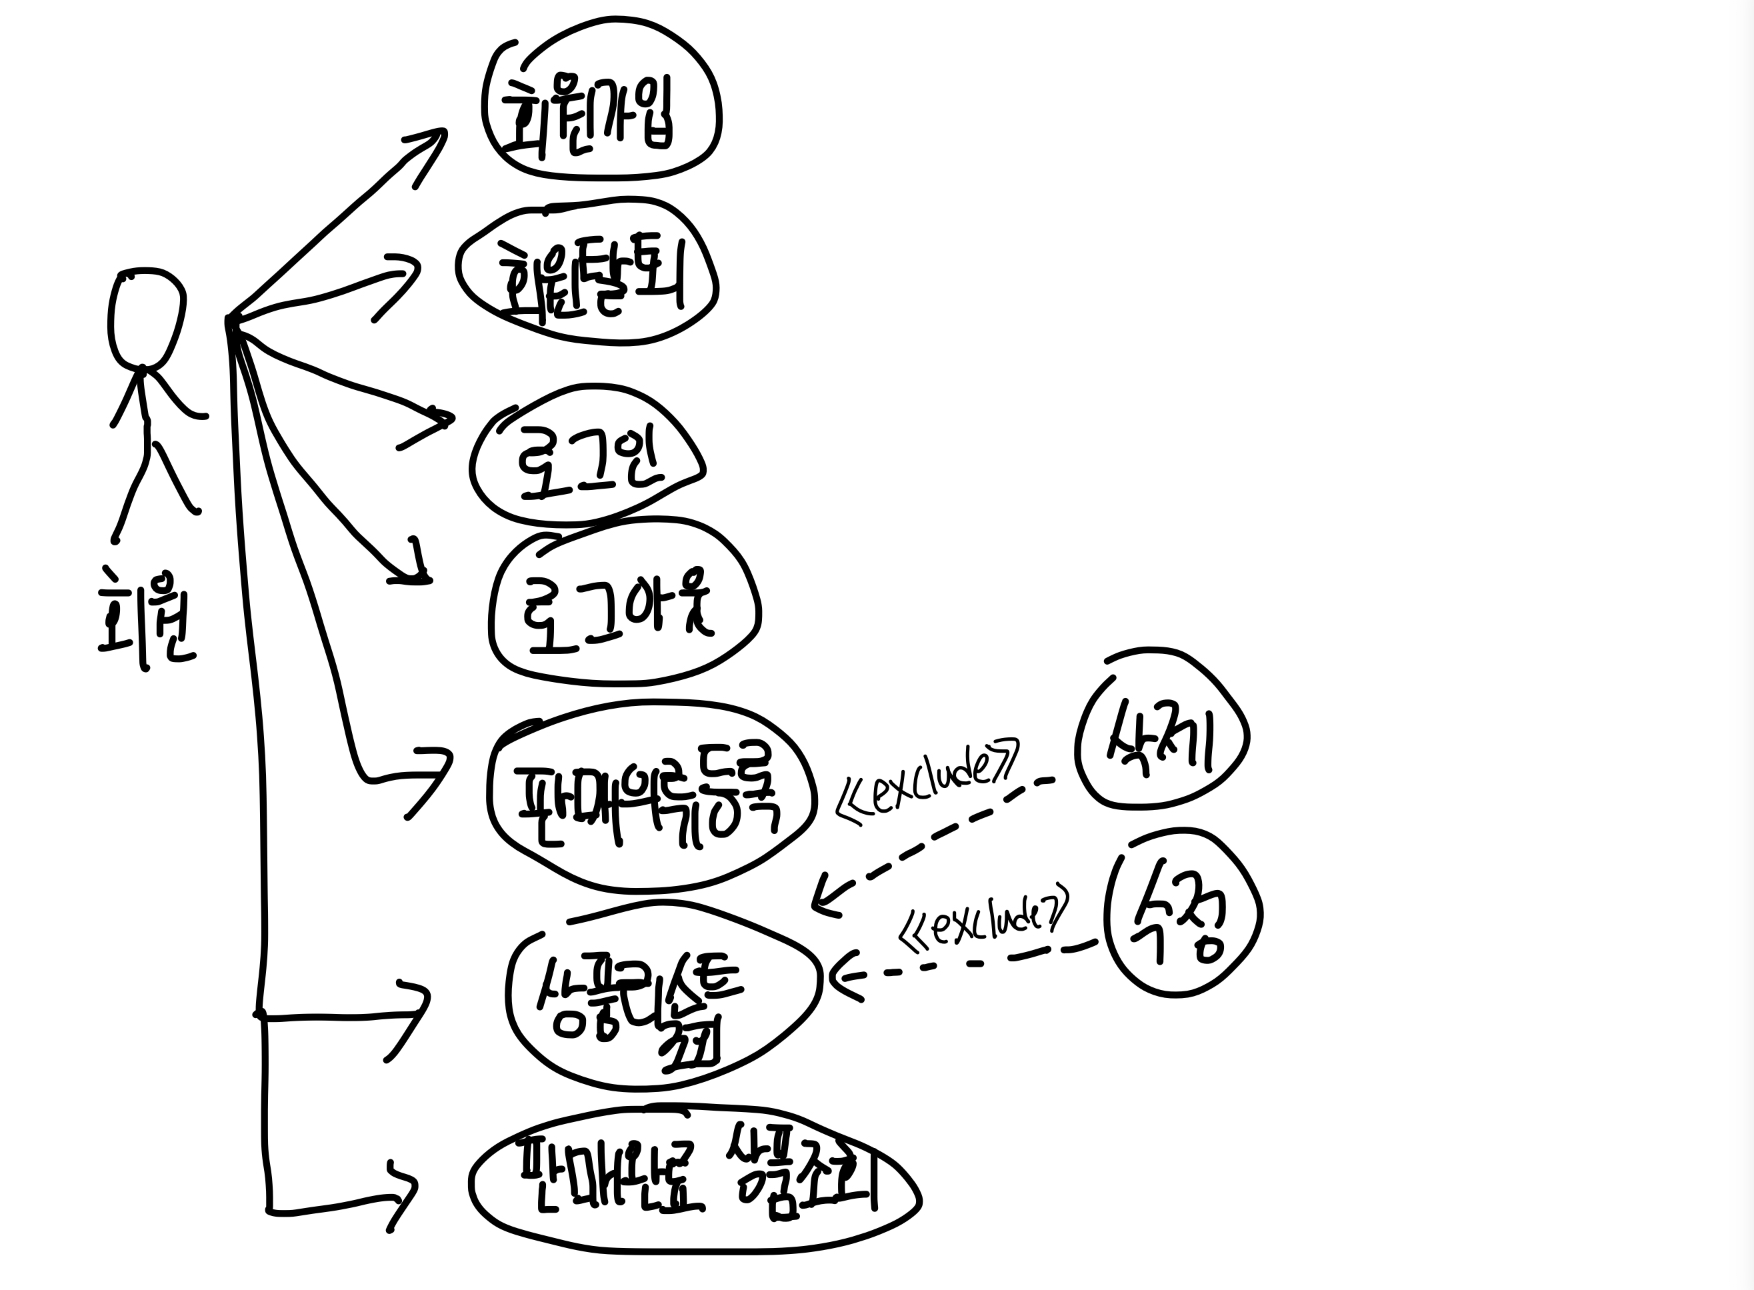 회원가입
회원탈퇴
로그인
로그아웃
회원
판매의류등록
<<exclude>>
삭제
<<exclude>>
수정
상품리스트
조회
판매완료 상품조회